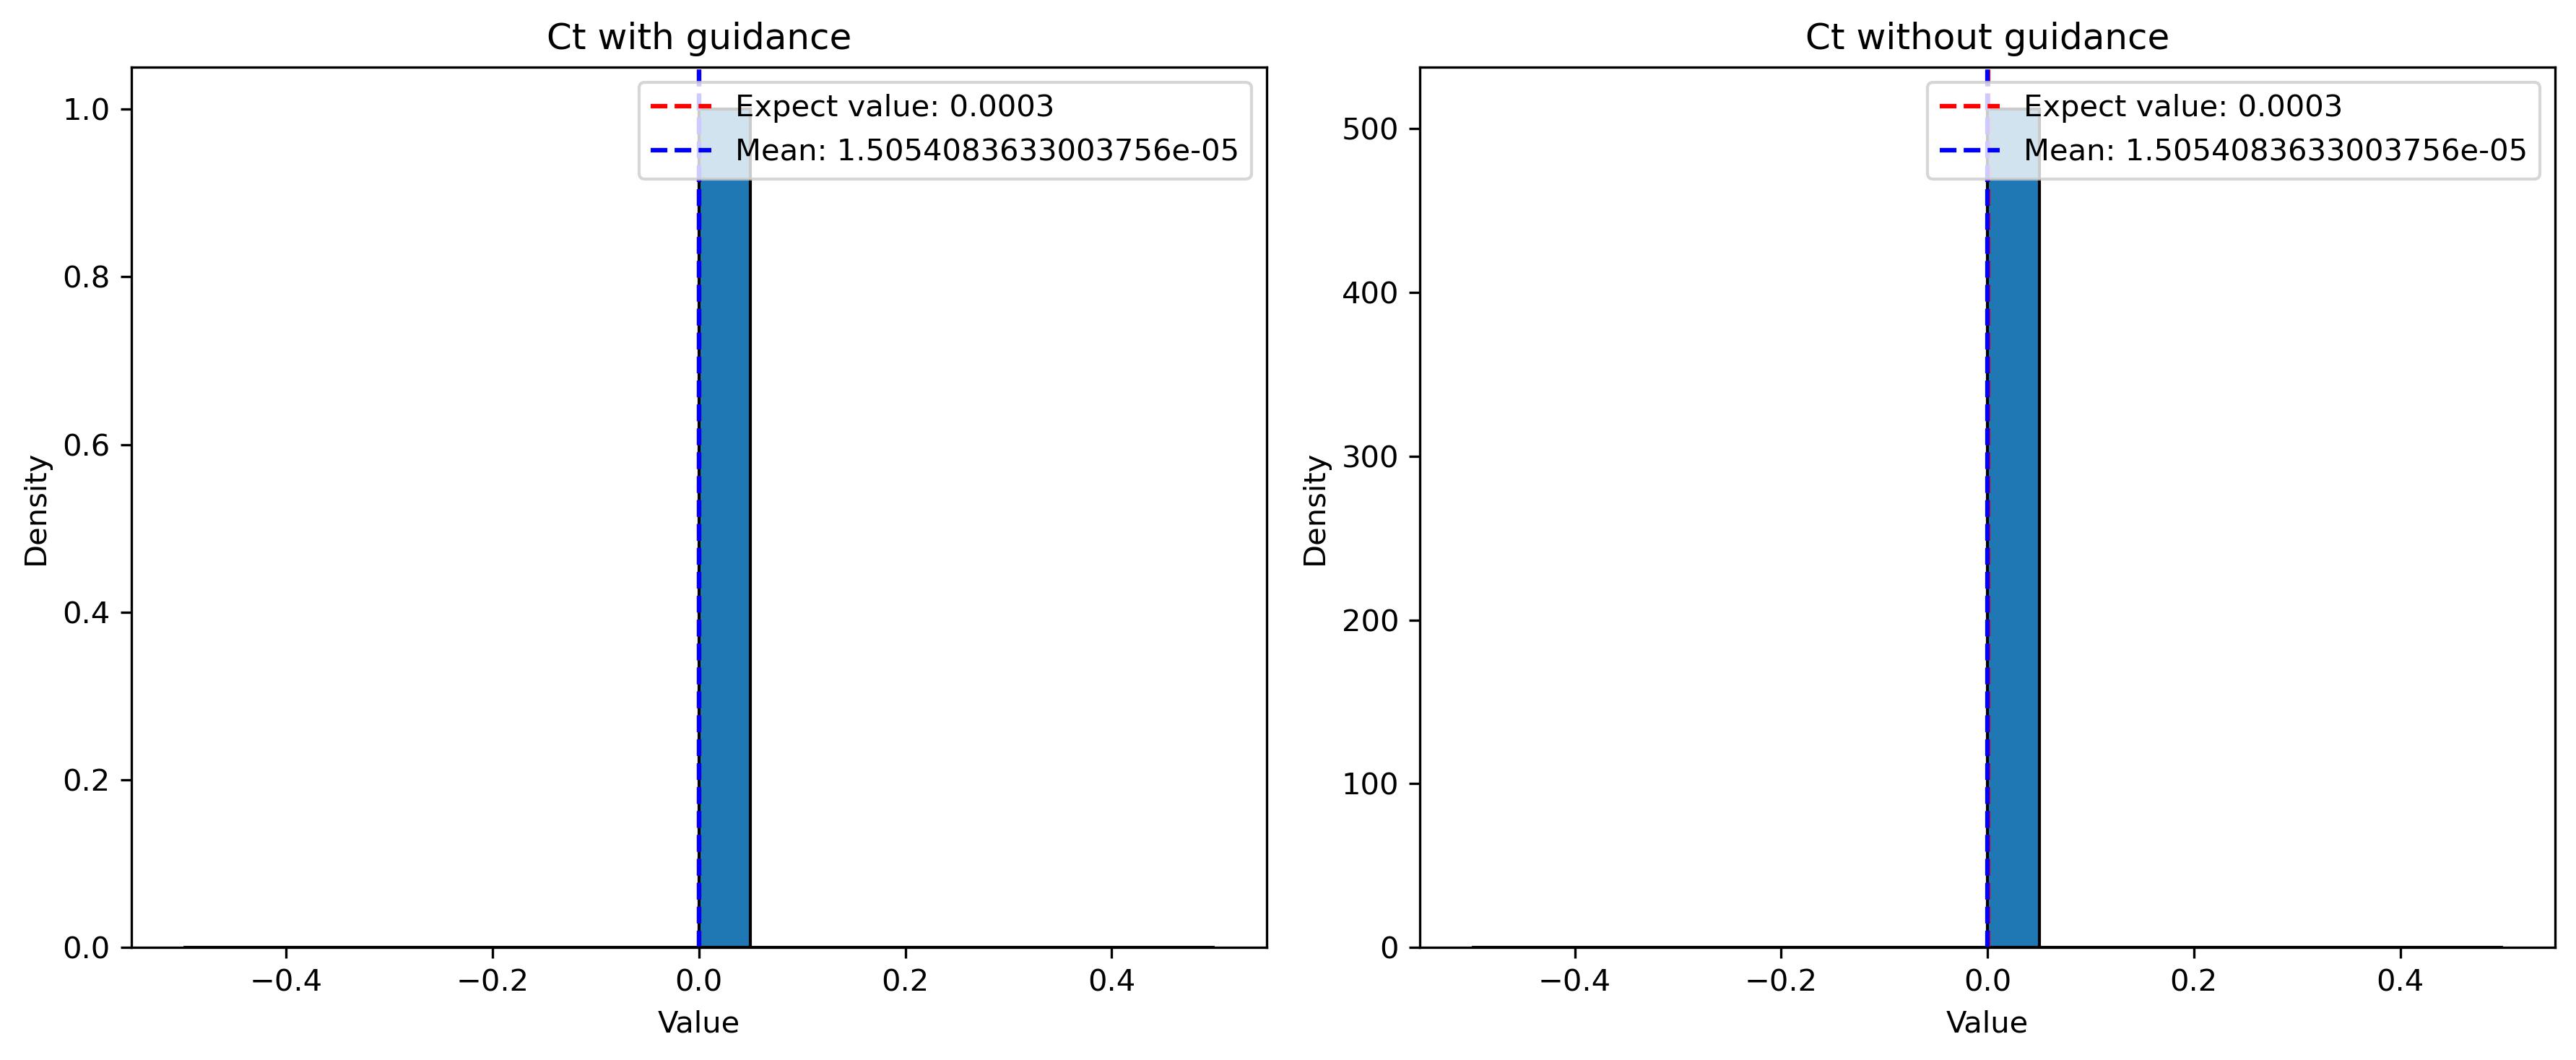 Ct with guidance
Expect value: 0.0003
Mean: 1.5054083633003756e-05
1.0
0.8
0.6
0.4
0.2
0.0
Density
−0.4
−0.2
0.0
0.2
0.4
Value
Ct without guidance
Expect value: 0.0003
Mean: 1.5054083633003756e-05
500
400
300
200
100
0
Density
−0.4
−0.2
0.0
0.2
0.4
Value